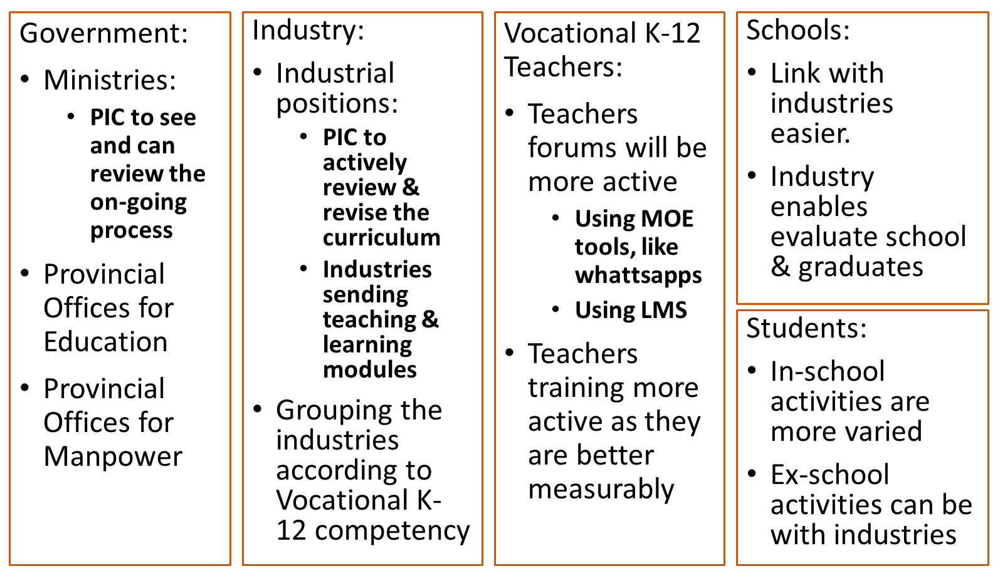 Government:
• Ministries:
• PIC to see
and can
review the
on-going
process
• Provincial
Offices for
Education
• Provincial
Offices for
Manpower
Industry:
• Industrial
positions:
• PIC to
actively
review &
revise the
curriculum
• Industries
sending
teaching &
learning
modules
• Grouping the
industries
according to
Vocational K-
12 competency
Vocational K-12
Teachers:
• Teachers
forums will be
more active
• Using MOE
tools, like
whattsapps
• Using LMS
• Teachers
training more
active as they
are better
measurably
Schools:
• Link with
industries
easier.
• Industry
enables
evaluate school
& graduates
Students:
• In-school
activities are
more varied
• Ex-school
activities can be
with industries